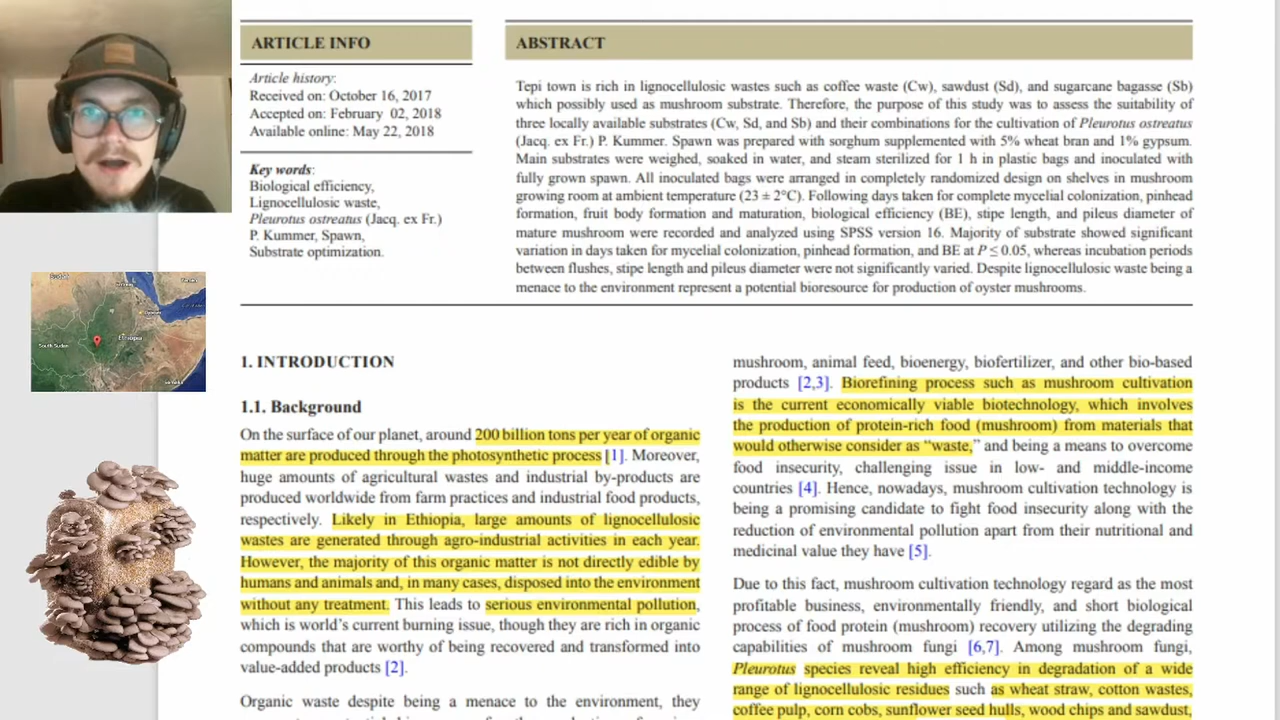 ARTICLE INFO
Article history:
Received on: October 16, 2017
Accepted on: February 02, 2018
Available online: May 22, 2018
Key words:
Biological efficiency,
Lignocellulosic waste,
Pleurotus ostreatus (Jacq. ex Fr.)
P. Kummer, Spawn,
Substrate optimization.
ABSTRACT
Tepi town is rich in lignocellulosic wastes such as coffee waste (Cw), sawdust (Sd), and sugarcane bagasse (Sb)
which possibly used as mushroom substrate. Therefore, the purpose of this study was to assess the suitability of
three locally available substrates (Cw, Sd, and Sb) and their combinations for the cultivation of Pleurotus ostreatus
(Jacq. ex Fr.) P. Kummer. Spawn was prepared with sorghum supplemented with 5% wheat bran and 1% gypsum.
Main substrates were weighed, soaked in water, and steam sterilized for 1 h in plastic bags and inoculated with
fully grown spawn. All inoculated bags were arranged in completely randomized design on shelves in mushroom
growing room at ambient temperature (23 ± 2°C). Following days taken for complete mycelial colonization, pinhead
formation, fruit body formation and maturation, biological efficiency (BE), stipe length, and pileus diameter of
mature mushroom were recorded and analyzed using SPSS version 16. Majority of substrate showed significant
variation in days taken for mycelial colonization, pinhead formation, and BE at P ≤ 0.05, whereas incubation periods
between flushes, stipe length and pileus diameter were not significantly varied. Despite lignocellulosic waste being a
menace to the environment represent a potential bioresource for production of oyster mushrooms.
South Sudan
Ethiopia
1. INTRODUCTION
1.1. Background
On the surface of our planet, around 200 billion tons per year of organic
matter are produced through the photosynthetic process [1]. Moreover,
huge amounts of agricultural wastes and industrial by-products are
produced worldwide from farm practices and industrial food products,
respectively. Likely in Ethiopia, large amounts of lignocellulosic
wastes are generated through agro-industrial activities in each year.
However, the majority of this organic matter is not directly edible by
humans and animals and, in many cases, disposed into the environment
without any treatment. This leads to serious environmental pollution,
which is world's current burning issue, though they are rich in organic
compounds that are worthy of being recovered and transformed into
value-added products [2].
Organic waste despite being a menace to the environment, they
mushroom, animal feed, bioenergy, biofertilizer, and other bio-based
products [2,3]. Biorefining process such as mushroom cultivation
is the current economically viable biotechnology, which involves
the production of protein-rich food (mushroom) from materials that
would otherwise consider as “waste,” and being a means to overcome
food insecurity, challenging issue in low- and middle-income
countries [4]. Hence, nowadays, mushroom cultivation technology is
being a promising candidate to fight food insecurity along with the
reduction of environmental pollution apart from their nutritional and
medicinal value they have [5].
Due to this fact, mushroom cultivation technology regard as the most
profitable business, environmentally friendly, and short biological
process of food protein (mushroom) recovery utilizing the degrading
capabilities of mushroom fungi [6,7]. Among mushroom fungi,
Pleurotus species reveal high efficiency in degradation of a wide
range of lignocellulosic residues such as wheat straw, cotton wastes,
coffee pulp, corn cobs, sunflower seed hulls, wood chips and sawdust,